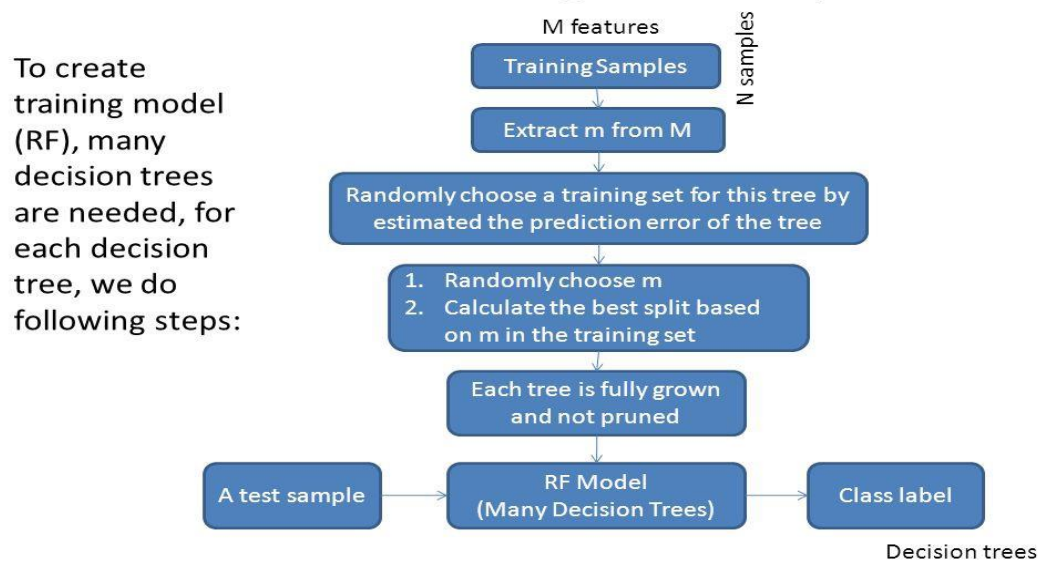 To create
training model
(RF), many
decision trees
are needed, for
each decision
tree, we do
following steps:
M features
N samples
Training Samples
Extract m from M
Randomly choose a training set for this tree by
estimated the prediction error of the tree
1. Randomly choose m
2. Calculate the best split based
on m in the training set
Each tree is fully grown
and not pruned
A test sample
RF Model
(Many Decision Trees)
Class label
Decision trees